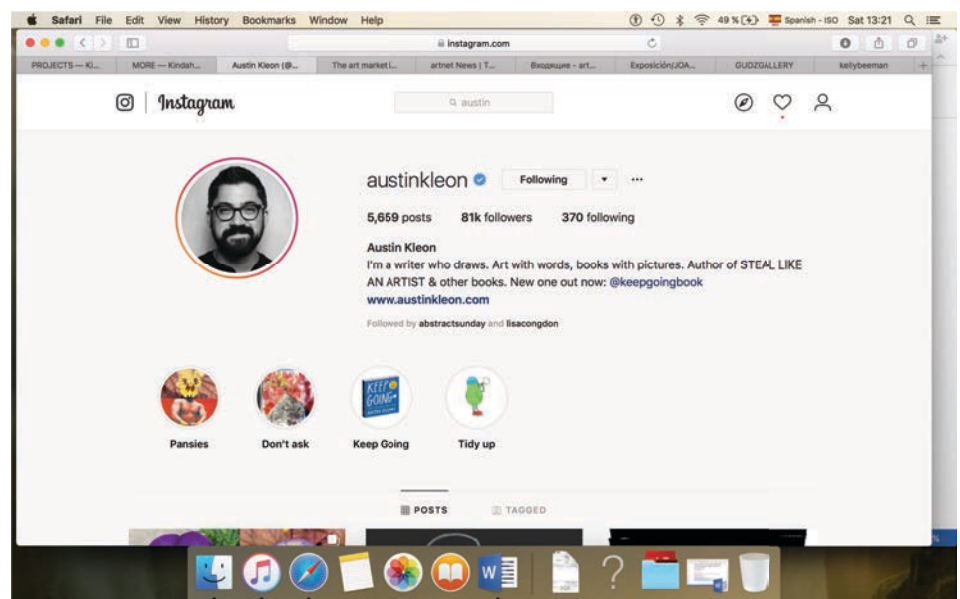 Safari File Edit View History Bookmarks Window Help 49 % Spanish - ISO Sat 13:21
instagram.com
PROJECTS — Ki... MORE — Kindah... Austin Kleon (@... The art market i... artnet News | T... Входящие - art... Exposición/JOA... GUDZGALLERY kellybeeman
Instagram austin
austinkleon Following
5,659 posts 81k followers 370 following
Austin Kleon
I'm a writer who draws. Art with words, books with pictures. Author of STEAL LIKE
AN ARTIST & other books. New one out now: @keepgoingbook
www.austinkleon.com
Followed by abstractsunday and lisacongdon
KEEP
GOING
Pansies Don't ask Keep Going Tidy up
POSTS TAGGED
W
PDF